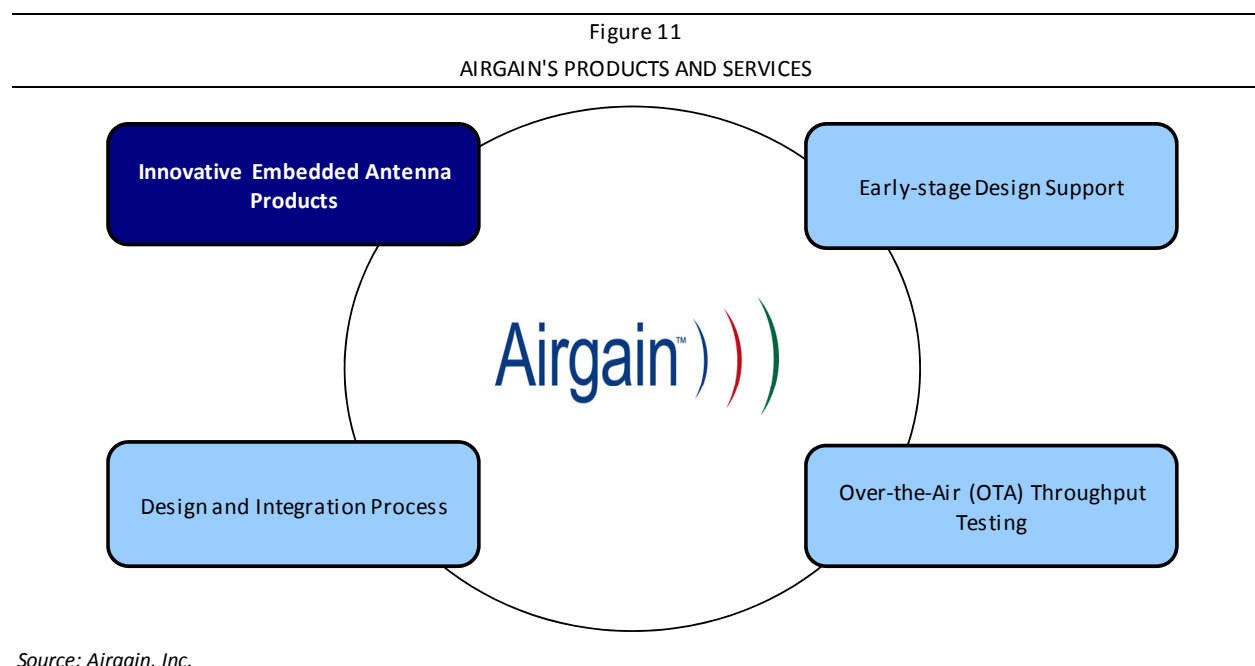 Figure 11
AIRGAIN'S PRODUCTS AND SERVICES
Innovative Embedded Antenna
Products
Early-stage Design Support
Airgain™
Design and Integration Process
Over-the-Air (OTA) Throughput
Testing
Source: Airgain, Inc.